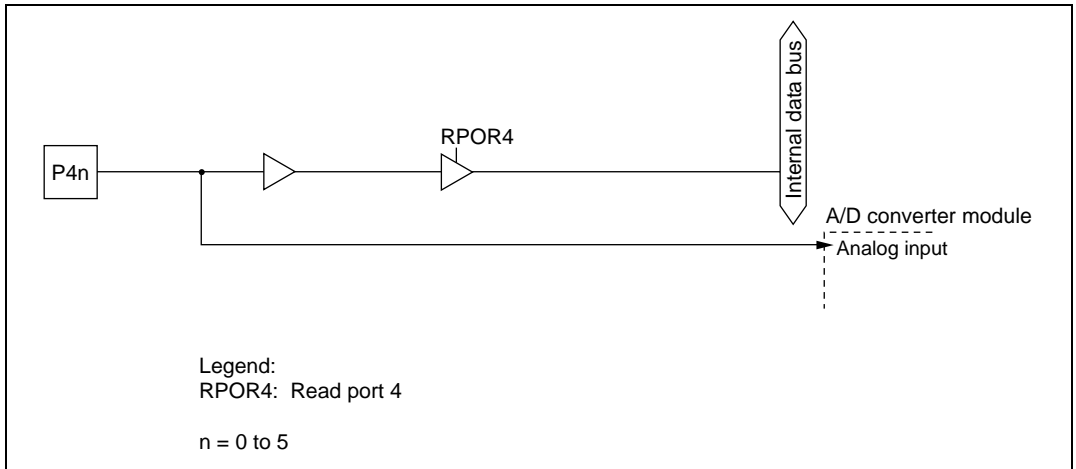 Internal data bus
RPOR4
P4n
A/D converter module
Analog input
Legend:
RPOR4: Read port 4
n = 0 to 5